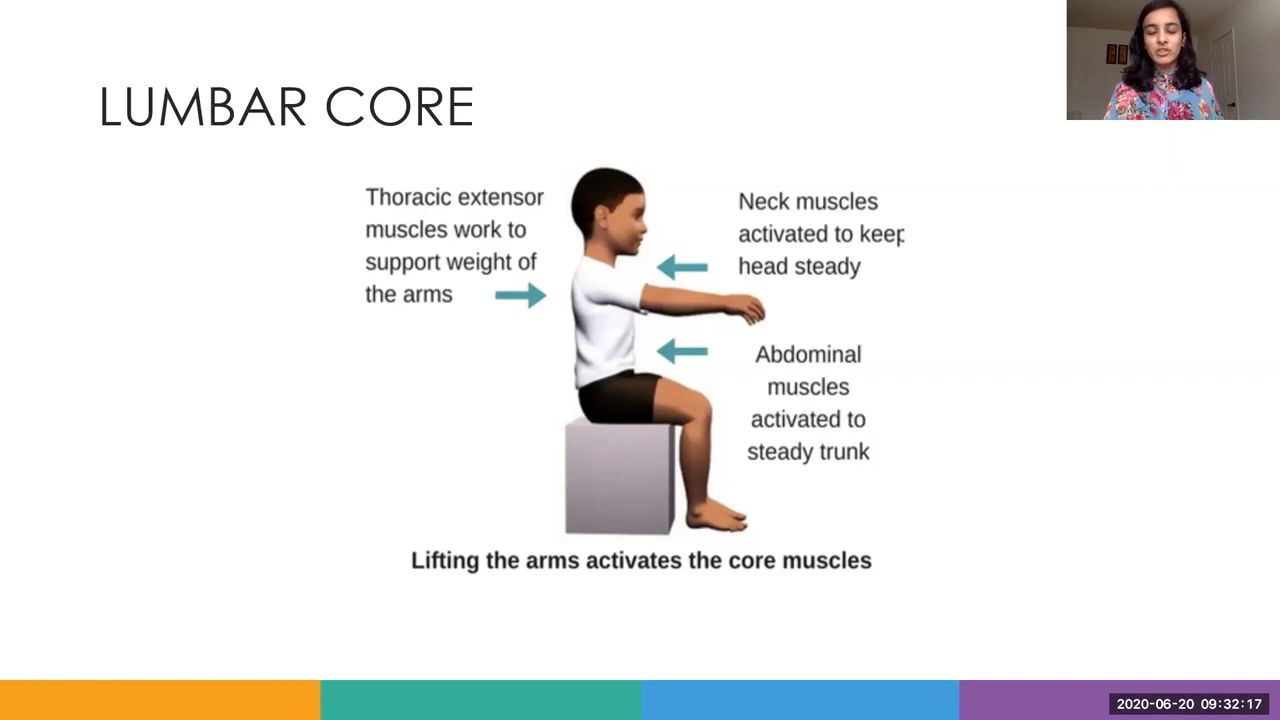 LUMBAR CORE
Thoracic extensor
muscles work to
support weight of
the arms
Neck muscles
activated to keep
head steady
Abdominal
muscles
activated to
steady trunk
Lifting the arms activates the core muscles
2020-06-20 09:32:17